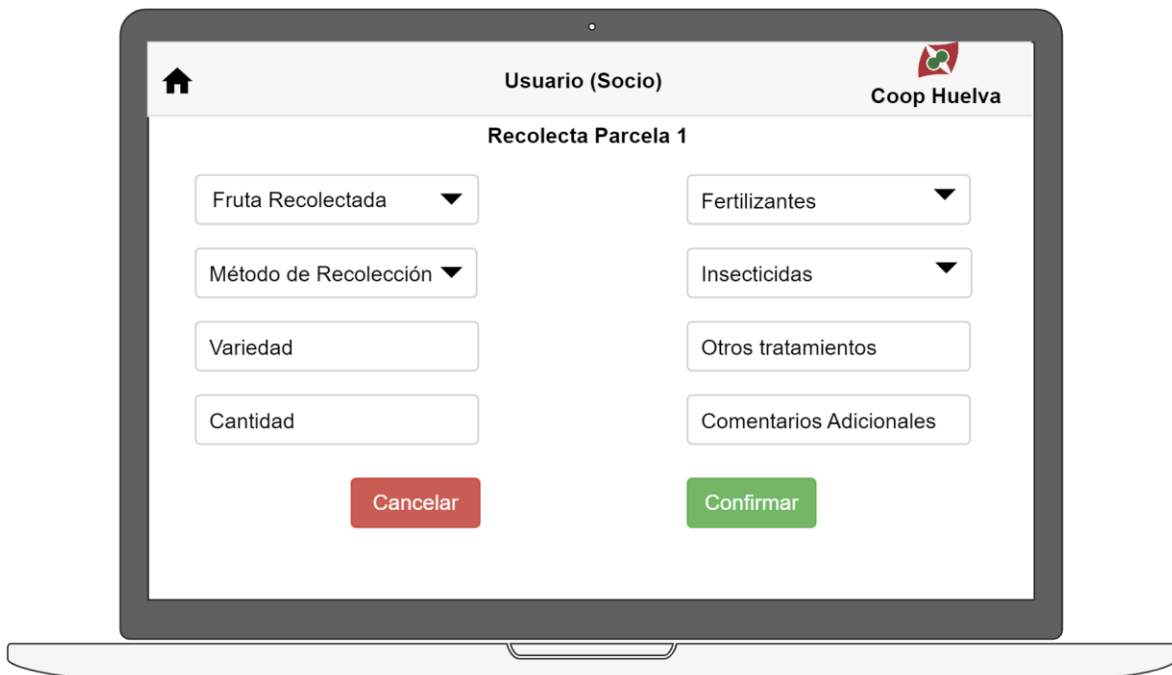 Usuario (Socio)
Coop Huelva
Recolecta Parcela 1
Fruta Recolectada
Fertilizantes
Método de Recolección
Insecticidas
Variedad
Otros tratamientos
Cantidad
Comentarios Adicionales
Cancelar
Confirmar